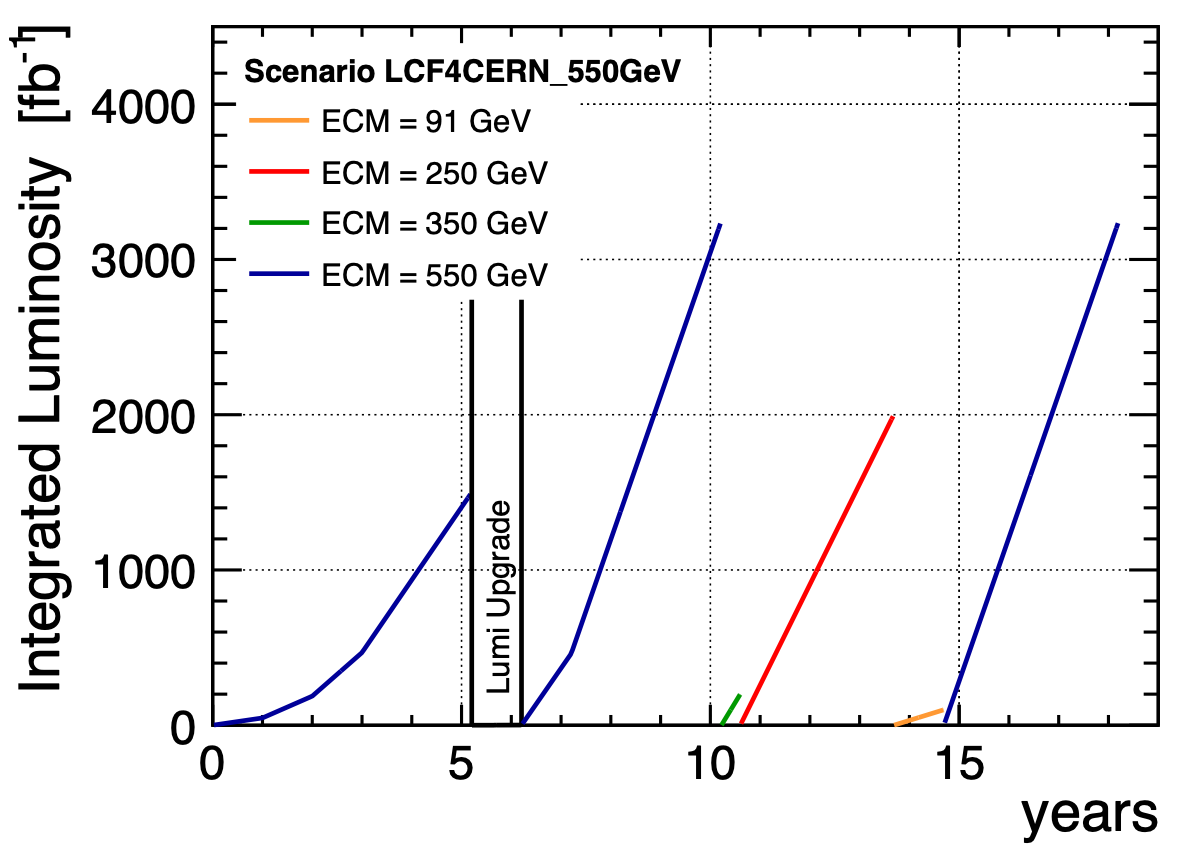 Integrated Luminosity [fb⁻¹]
Scenario LCF4CERN_550GeV
ECM = 91 GeV
ECM = 250 GeV
ECM = 350 GeV
ECM = 550 GeV
4000
3000
2000
1000
0
Lumi Upgrade
0 5 10 15
years